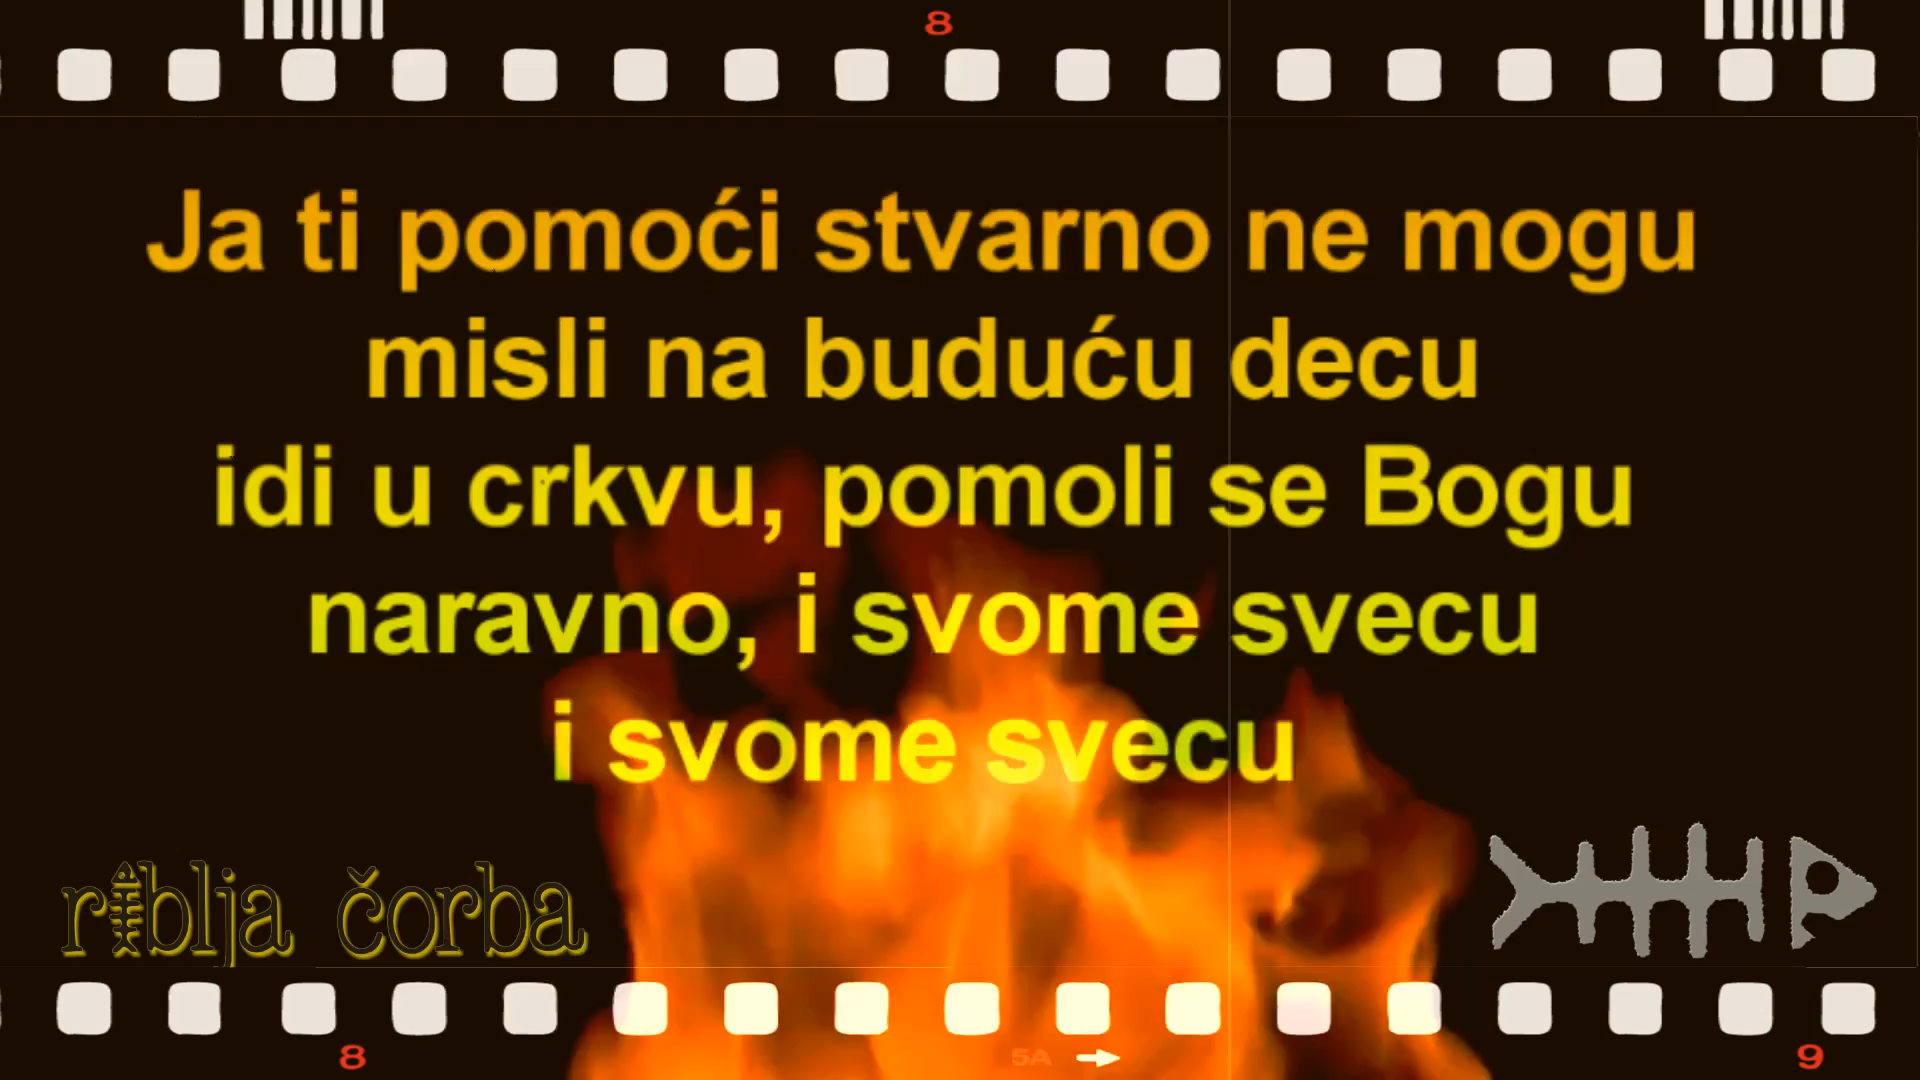 8
Ja ti pomoći stvarno ne mogu
misli na buduću decu
idi u crkvu, pomoli se Bogu
naravno, i svome svecu
i svome svecu
riblja čorba
8 5A 9